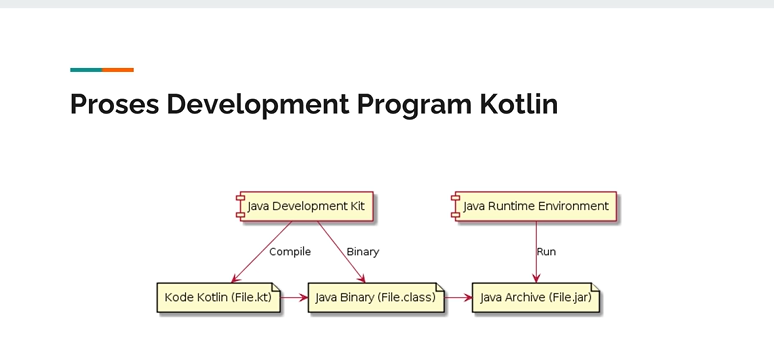 Proses Development Program Kotlin
Java Development Kit
Java Runtime Environment
Compile
Binary
Run
Kode Kotlin (File.kt)
Java Binary (File.class)
Java Archive (File.jar)